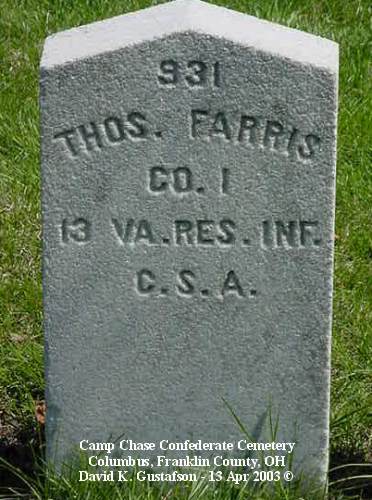 931
THOS. FARRIS
CO. I
13 VA. RES. INF.
C.S.A.
Camp Chase Confederate Cemetery
Columbus, Franklin County, OH
David K. Gustafson - 13 Apr 2003 ©